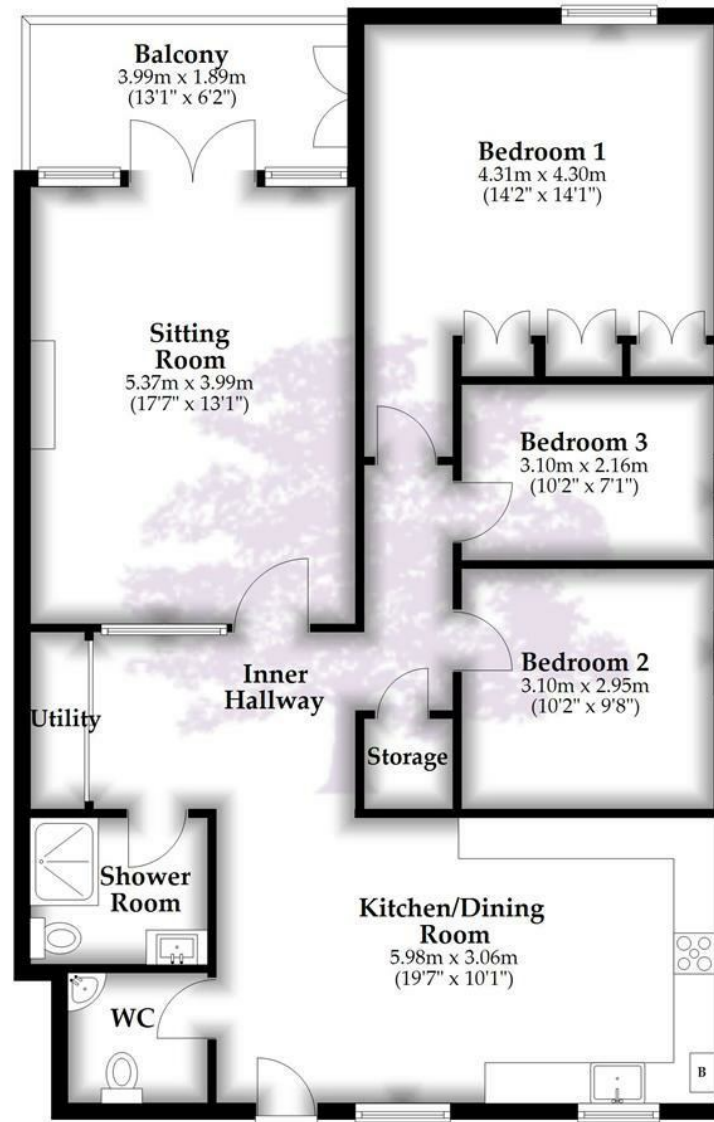 Balcony
3.99m x 1.89m
(13'1" x 6'2")
Bedroom 1
4.31m x 4.30m
(14'2" x 14'1")
Sitting
Room
5.37m x 3.99m
(17'7" x 13'1")
Bedroom 3
3.10m x 2.16m
(10'2" x 7'1")
Inner
Hallway
Bedroom 2
3.10m x 2.95m
(10'2" x 9'8")
Utility
Storage
Shower
Room
Kitchen/Dining
Room
5.98m x 3.06m
(19'7" x 10'1")
WC
B